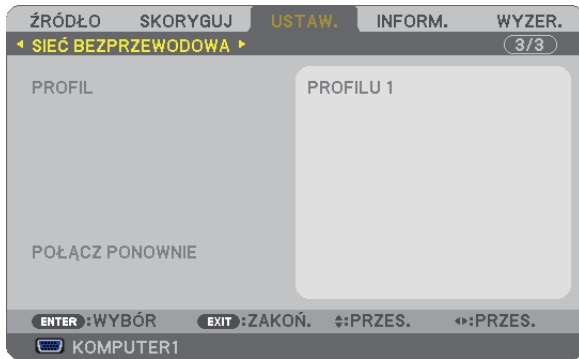 ŹRÓDŁO SKORYGUJ USTAW. INFORM. WYZER.
SIEĆ BEZPRZEWODOWA 3/3
PROFIL PROFILU 1
POŁĄCZ PONOWNIE
ENTER:WYBÓR EXIT:ZAKOŃ. :PRZES. :PRZES.
KOMPUTER1